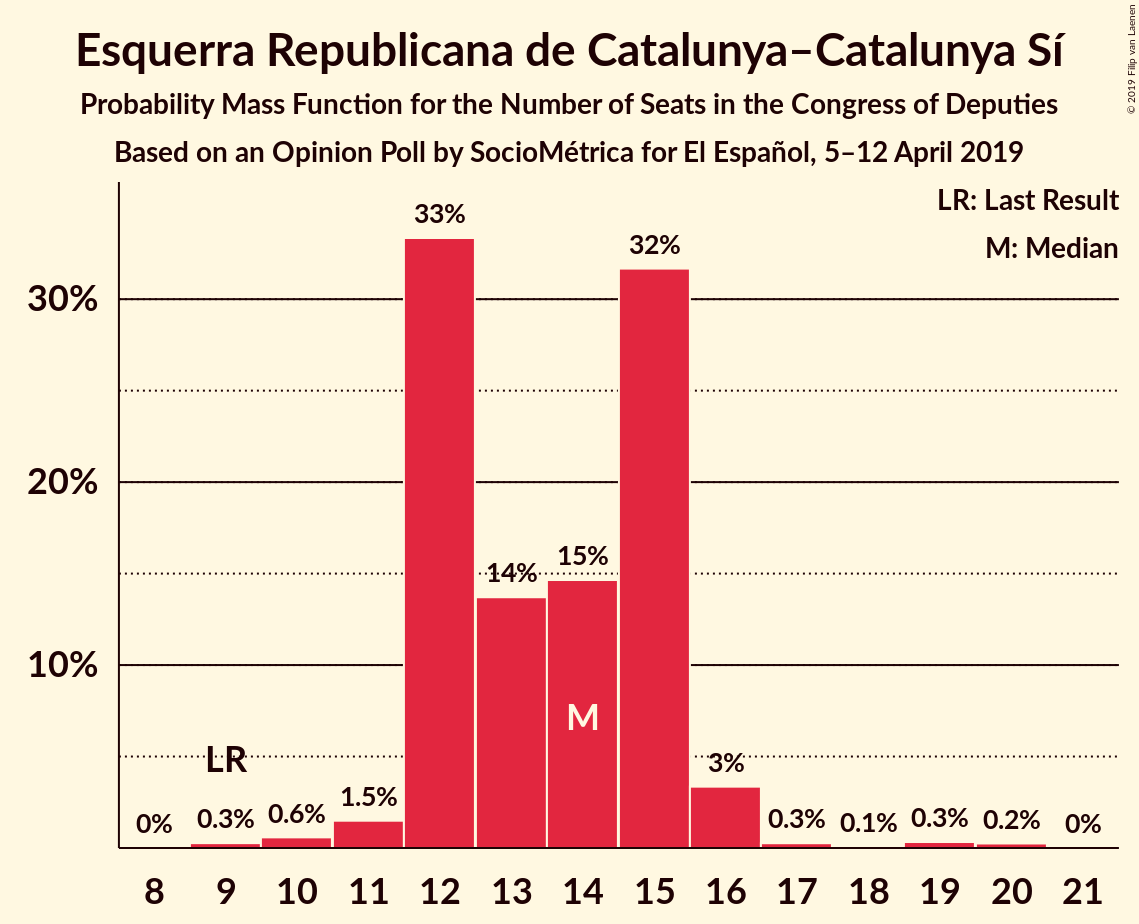 Esquerra Republicana de Catalunya–Catalunya Sí
Probability Mass Function for the Number of Seats in the Congress of Deputies
Based on an Opinion Poll by SocioMétrica for El Español, 5–12 April 2019
© 2019 Filip van Laenen
LR: Last Result
M: Median
33%
32%
30%
20%
15%
14%
10%
M
LR
3%
1.5%
0.6%
0.3%
0%
0.3%
0.1%
0.3%
0.2%
0%
8 9 10 11 12 13 14 15 16 17 18 19 20 21